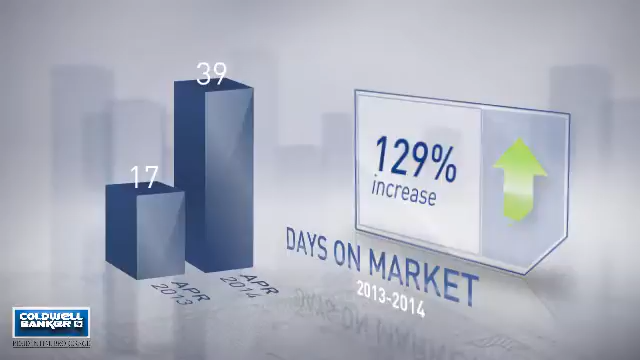 39
17
129%
increase
DAYS ON MARKET
2013-2014
APR
2013
APR
2014
COLDWELL
BANKER